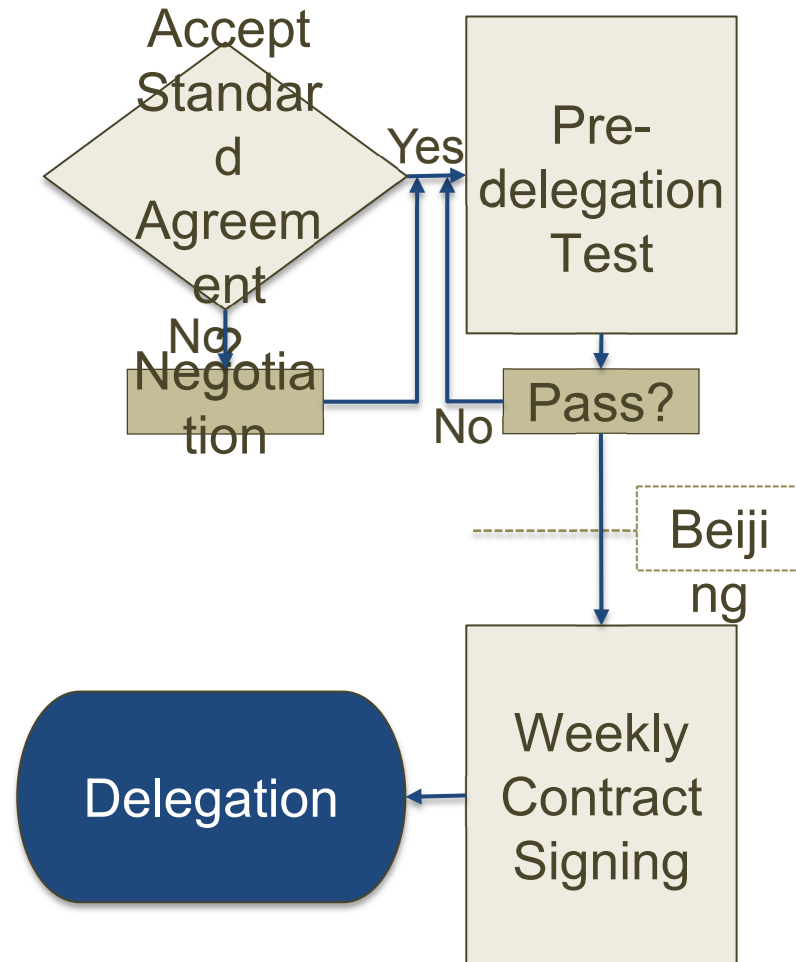 Accept
Standar
d
Agreem
ent
?
Yes
No
Negotia
tion
Pre-
delegation
Test
Pass?
No
Beiji
ng
Weekly
Contract
Signing
Delegation